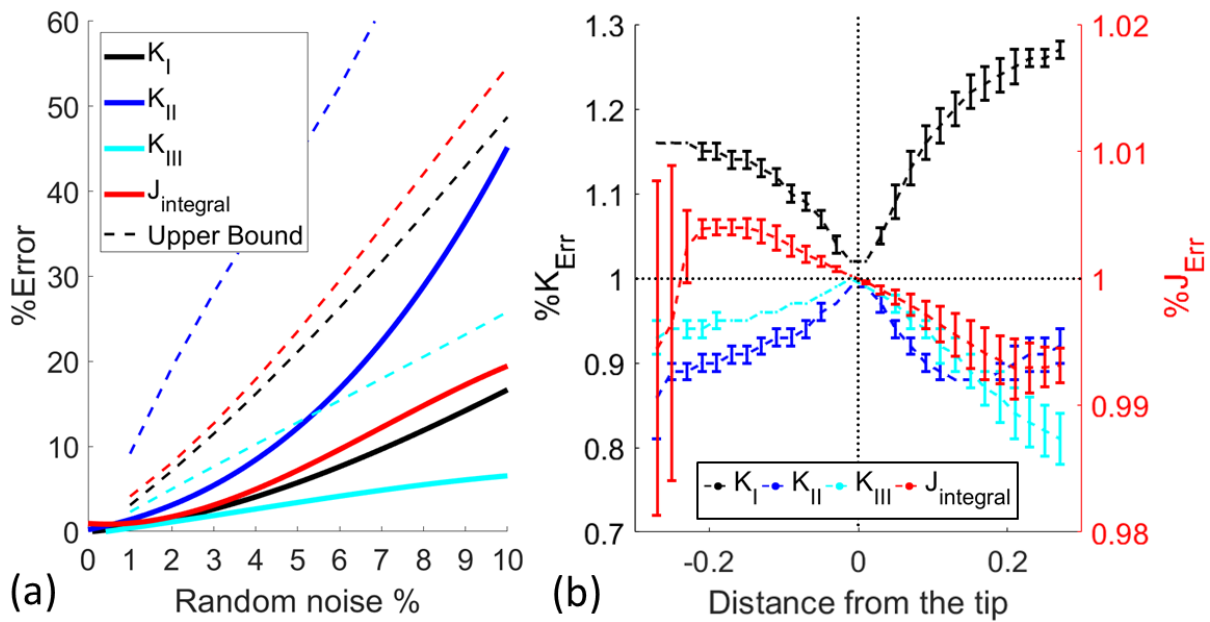 60
50
40
30
20
10
0
%Error
K_I
K_II
K_III
J_integral
Upper Bound
0 1 2 3 4 5 6 7 8 9 10
Random noise %
(a)
1.3
1.2
1.1
1
0.9
0.8
0.7
%K_Err
1.02
1.01
1
0.99
0.98
%J_Err
K_I K_II K_III J_integral
-0.2 0 0.2
Distance from the tip
(b)